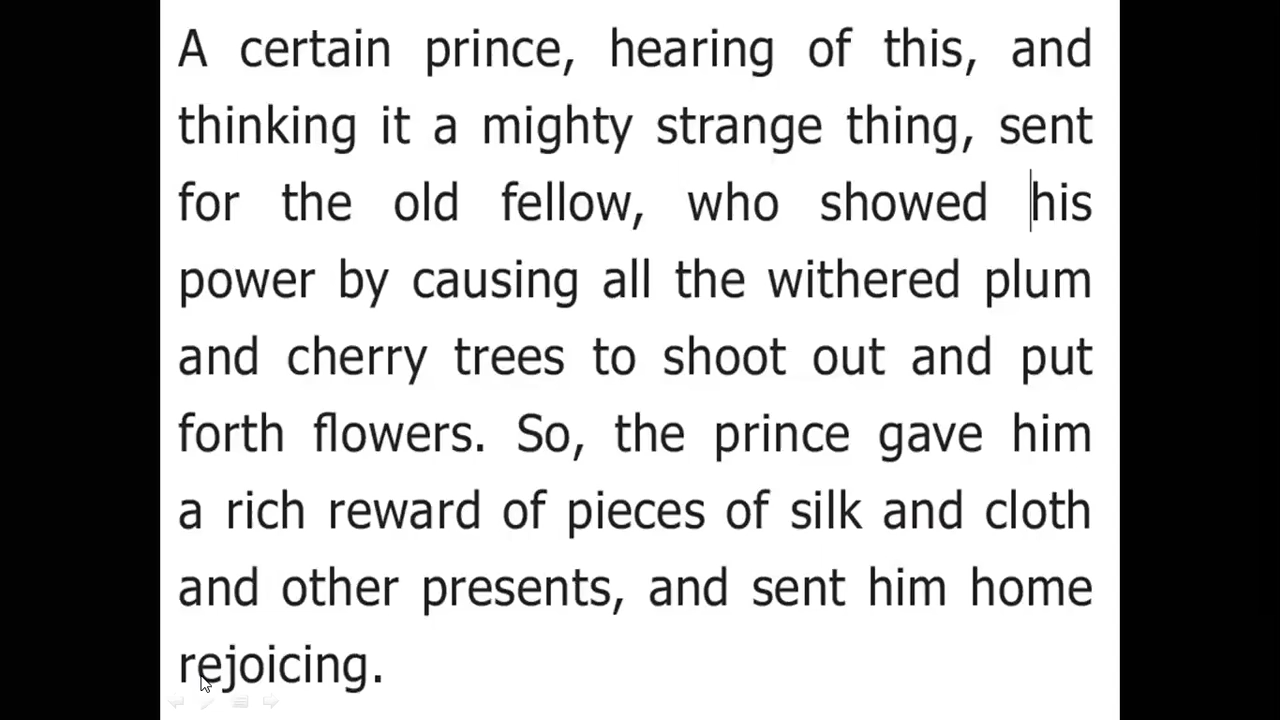 A certain prince, hearing of this, and
thinking it a mighty strange thing, sent
for the old fellow, who showed his
power by causing all the withered plum
and cherry trees to shoot out and put
forth flowers. So, the prince gave him
a rich reward of pieces of silk and cloth
and other presents, and sent him home
rejoicing.